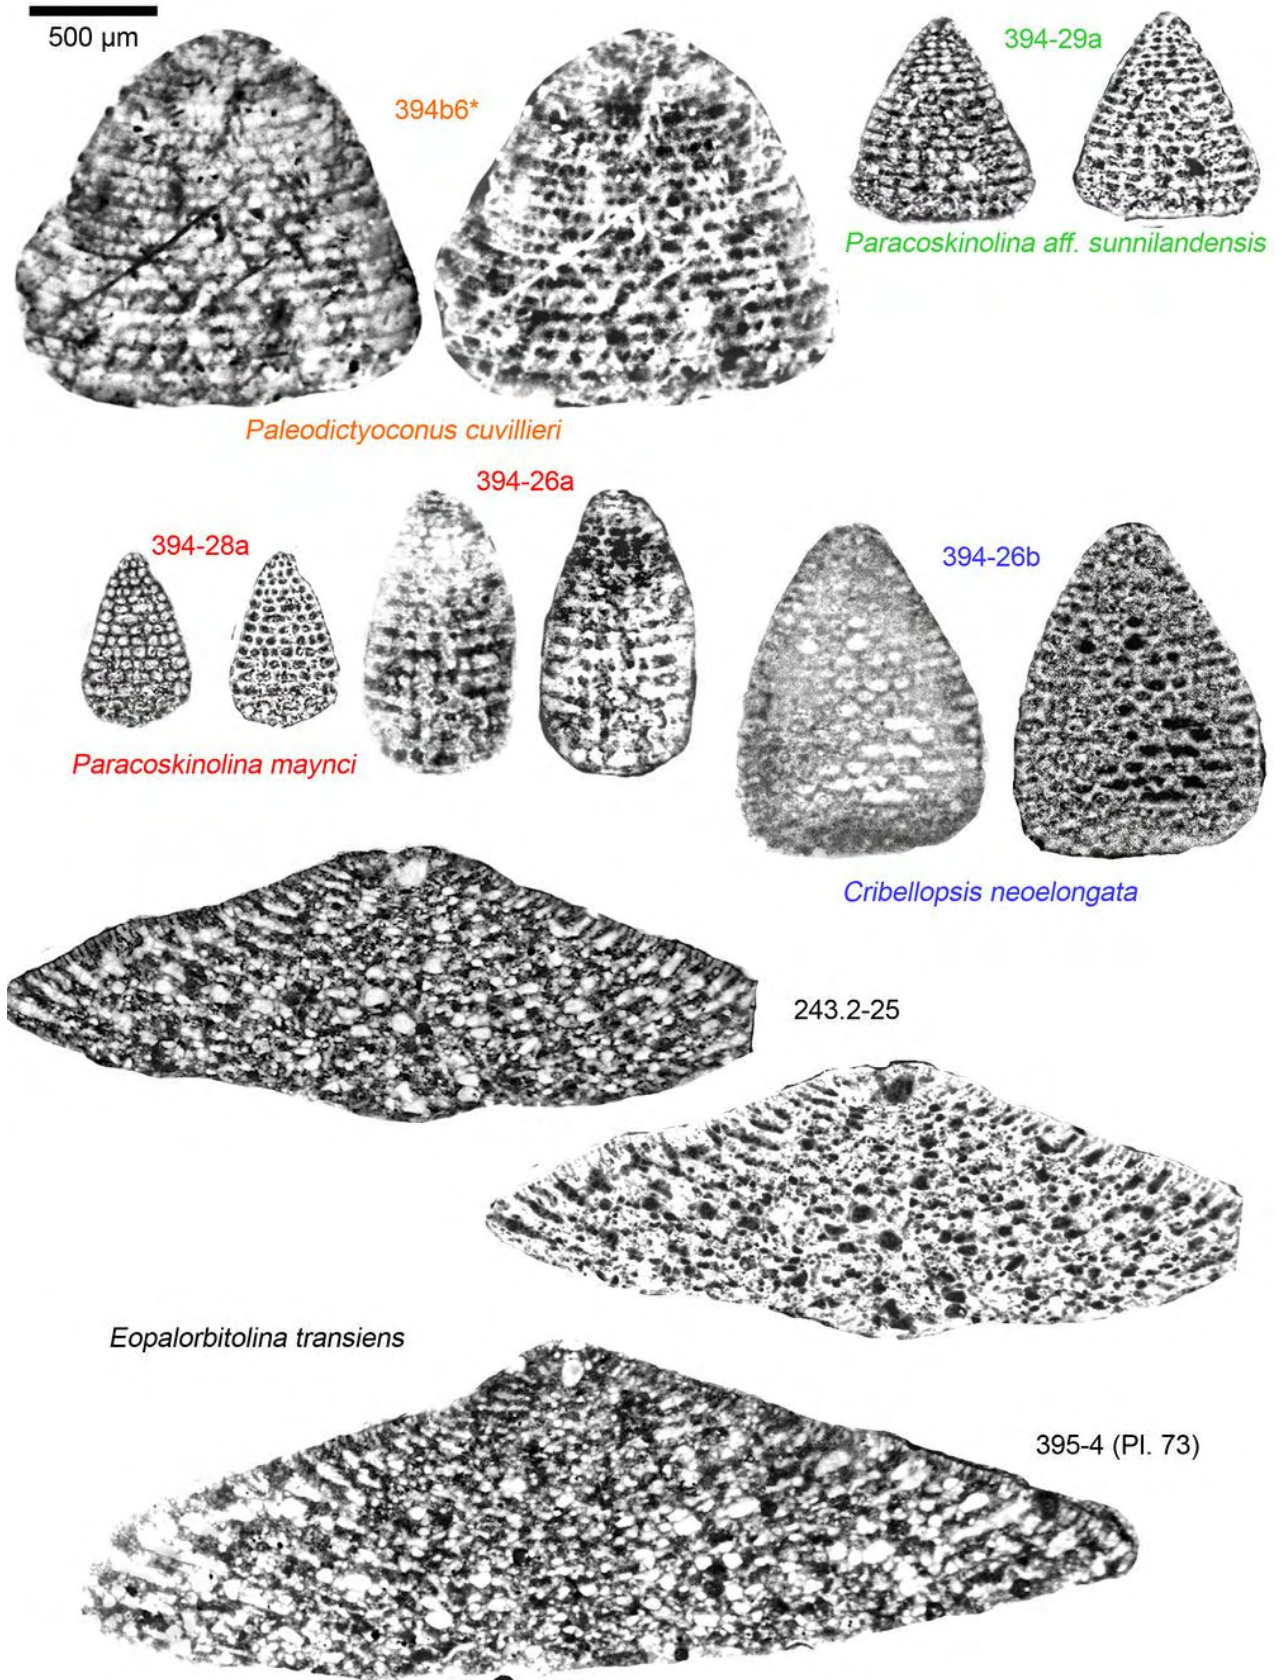 500 µm
394b6*
394-29a
Paracoskinolina aff. sunnilandensis
Paleodictyoconus cuvillieri
394-26a
394-28a
394-26b
Paracoskinolina maynci
Cribellopsis neoelongata
243.2-25
Eopalorbitolina transiens
395-4 (Pl. 73)